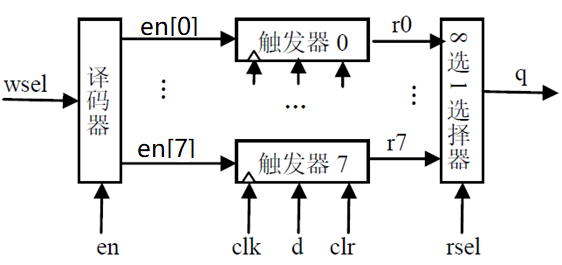 en[0]
触发器 0
r0
wsel
译码器
⋮
...
⋮
8选1选择器
q
en[7]
触发器 7
r7
en
clk
d
clr
rsel